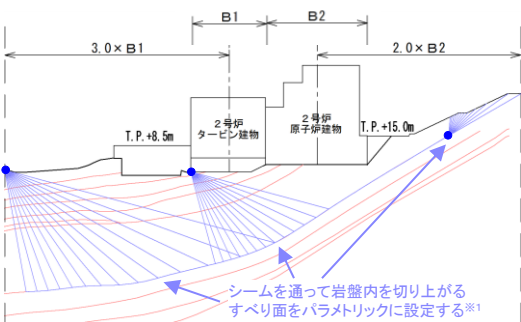 B1
B2
3.0×B1
2.0×B2
2号炉
タービン建物
2号炉
原子炉建物
T.P.+8.5m
T.P.+15.0m
シームを通って岩盤内を切り上がる
すべり面をパラメトリックに設定する※1